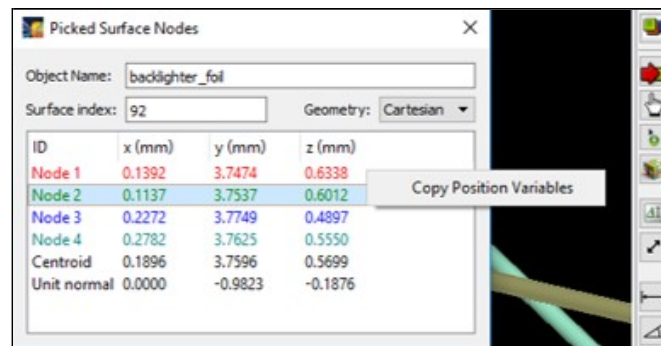 Picked Surface Nodes
Object Name: backlighter_foil
Surface index: 92 Geometry: Cartesian
ID x (mm) y (mm) z (mm)
Node 1 0.1392 3.7474 0.6338
Node 2 0.1137 3.7537 0.6012
Copy Position Variables
Node 3 0.2272 3.7749 0.4897
Node 4 0.2782 3.7625 0.5550
Centroid 0.1896 3.7596 0.5699
Unit normal 0.0000 -0.9823 -0.1876